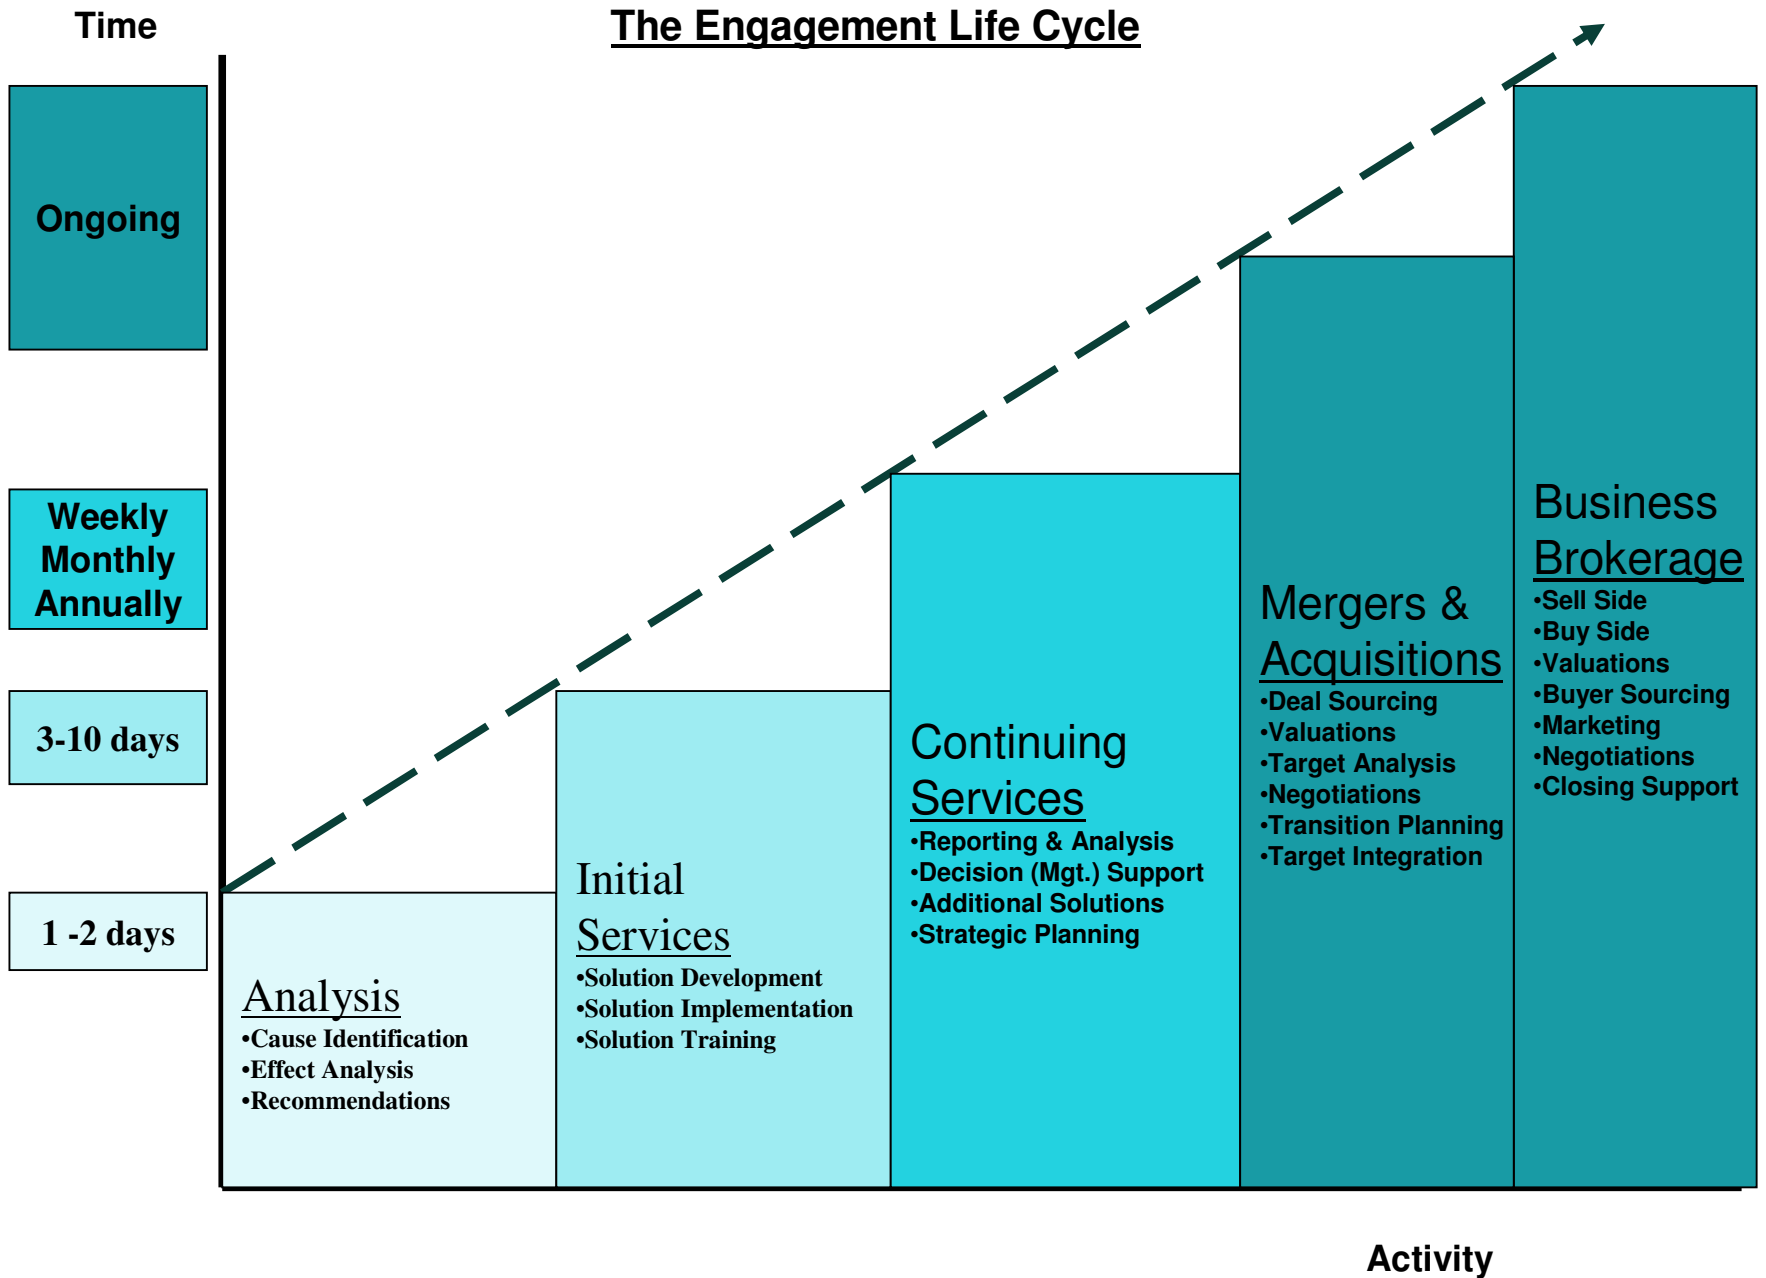 Time
The Engagement Life Cycle
Ongoing
Weekly
Monthly
Annually
3-10 days
1 -2 days
Analysis
•Cause Identification
•Effect Analysis
•Recommendations
Initial
Services
•Solution Development
•Solution Implementation
•Solution Training
Continuing
Services
•Reporting & Analysis
•Decision (Mgt.) Support
•Additional Solutions
•Strategic Planning
Mergers &
Acquisitions
•Deal Sourcing
•Valuations
•Target Analysis
•Negotiations
•Transition Planning
•Target Integration
Business
Brokerage
•Sell Side
•Buy Side
•Valuations
•Buyer Sourcing
•Marketing
•Negotiations
•Closing Support
Activity